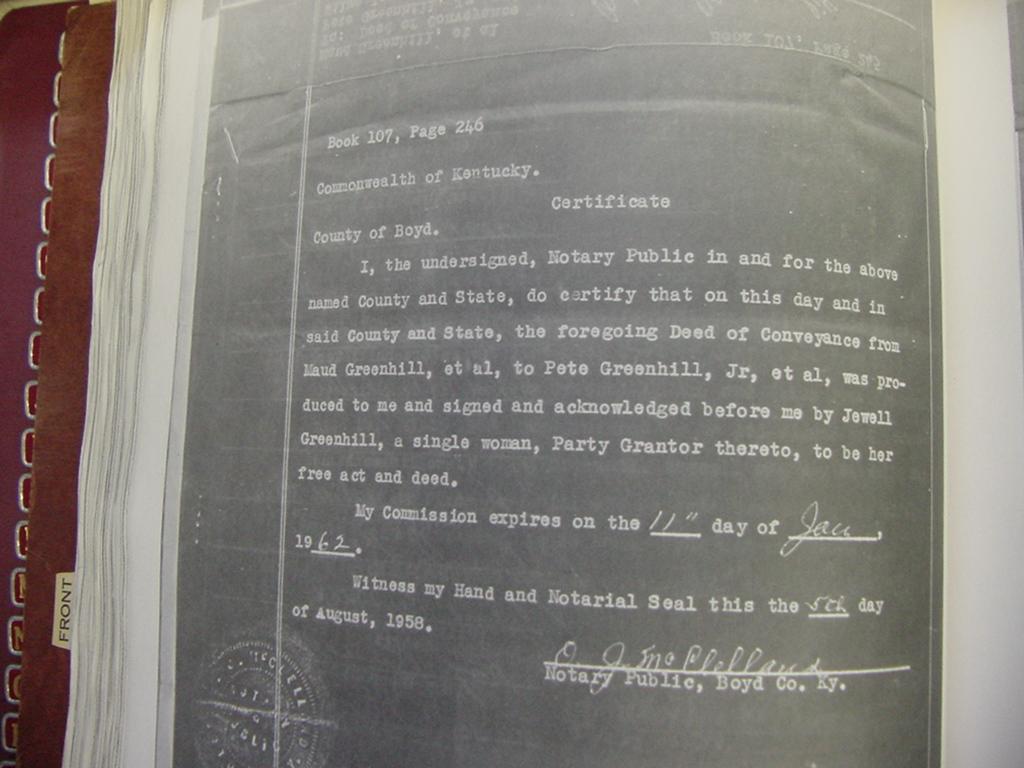 Book 107, Page 246
Commonwealth of Kentucky.
Certificate
County of Boyd.
I, the undersigned, Notary Public in and for the above
named County and State, do certify that on this day and in
said County and State, the foregoing Deed of Conveyance from
Maud Greenhill, et al, to Pete Greenhill, Jr, et al, was pro-
duced to me and signed and acknowledged before me by Jewell
Greenhill, a single woman, Party Grantor thereto, to be her
free act and deed.
My Commission expires on the 11" day of Jan,
1962.
Witness my Hand and Notarial Seal this the 5th day
of August, 1958.
O. J. McClelland
Notary Public, Boyd Co. Ky.
FRONT